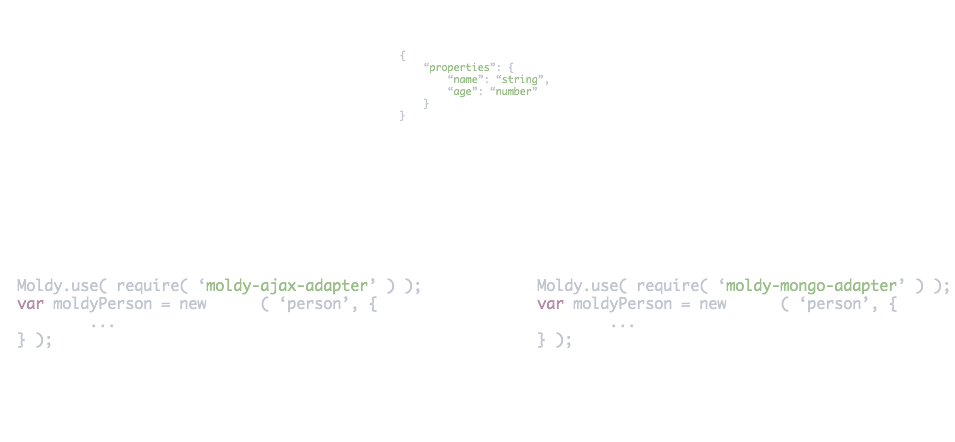 {
“properties”: {
“name”: “string”,
“age”: “number”
}
}
Moldy.use( require( ‘moldy-ajax-adapter’ ) );
var moldyPerson = new ( ‘person’, {
...
} );
Moldy.use( require( ‘moldy-mongo-adapter’ ) );
var moldyPerson = new ( ‘person’, {
...
} );